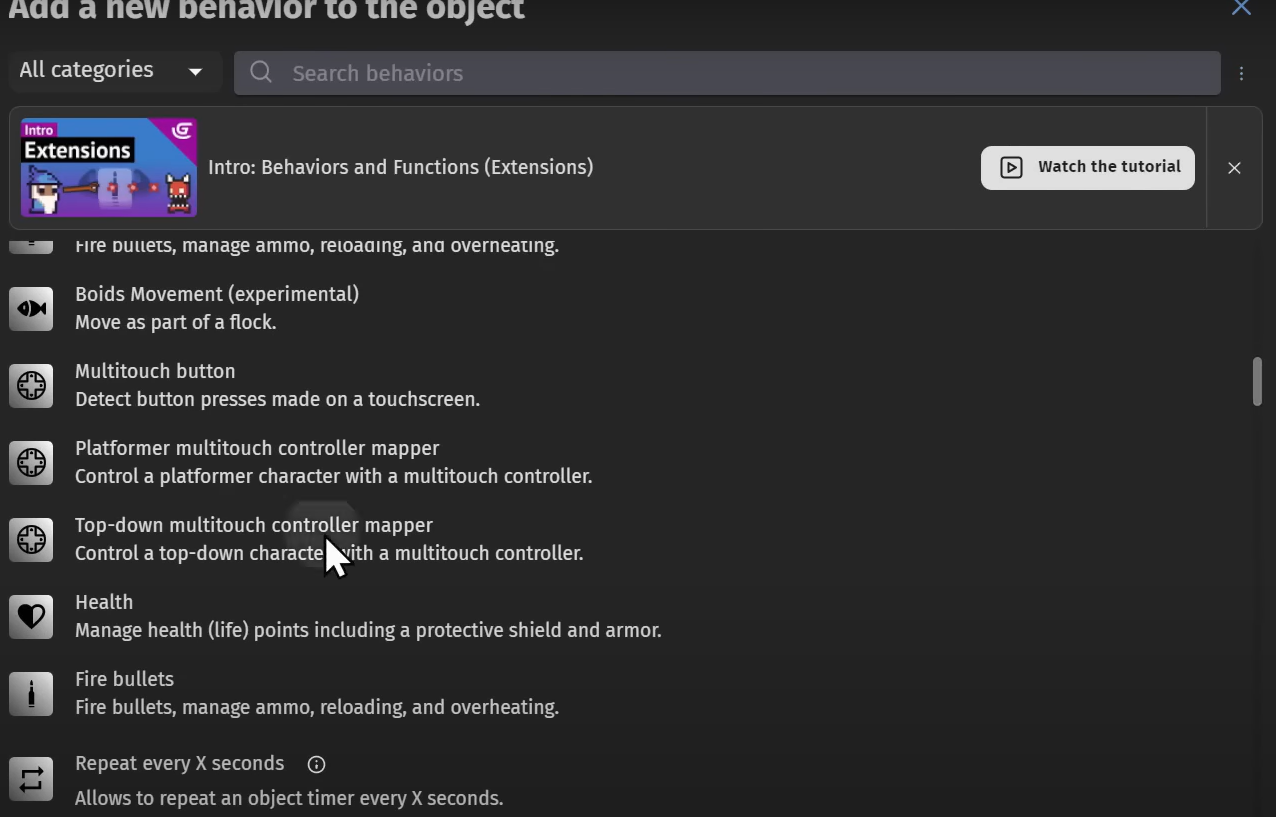 Add a new behavior to the object
All categories
Search behaviors
Intro
Extensions
Intro: Behaviors and Functions (Extensions)
Watch the tutorial
Fire bullets, manage ammo, reloading, and overheating.
Boids Movement (experimental)
Move as part of a flock.
Multitouch button
Detect button presses made on a touchscreen.
Platformer multitouch controller mapper
Control a platformer character with a multitouch controller.
Top-down multitouch controller mapper
Control a top-down character with a multitouch controller.
Health
Manage health (life) points including a protective shield and armor.
Fire bullets
Fire bullets, manage ammo, reloading, and overheating.
Repeat every X seconds
Allows to repeat an object timer every X seconds.